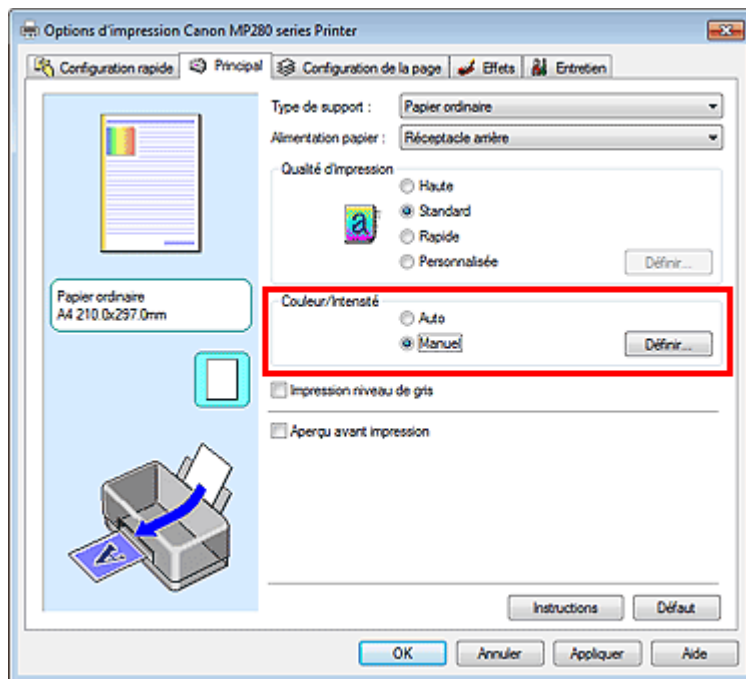 Options d'impression Canon MP280 series Printer
Configuration rapide Principal Configuration de la page Effets Entretien
Type de support : Papier ordinaire
Alimentation papier : Réceptacle arrière
Qualité d'impression
Haute
a Standard
Rapide
Personnalisée Définir...
Papier ordinaire
A4 210.0x297.0mm
Couleur/Intensité
Auto
Manuel Définir...
Impression niveau de gris
Aperçu avant impression
A
Instructions Défaut
OK Annuler Appliquer Aide